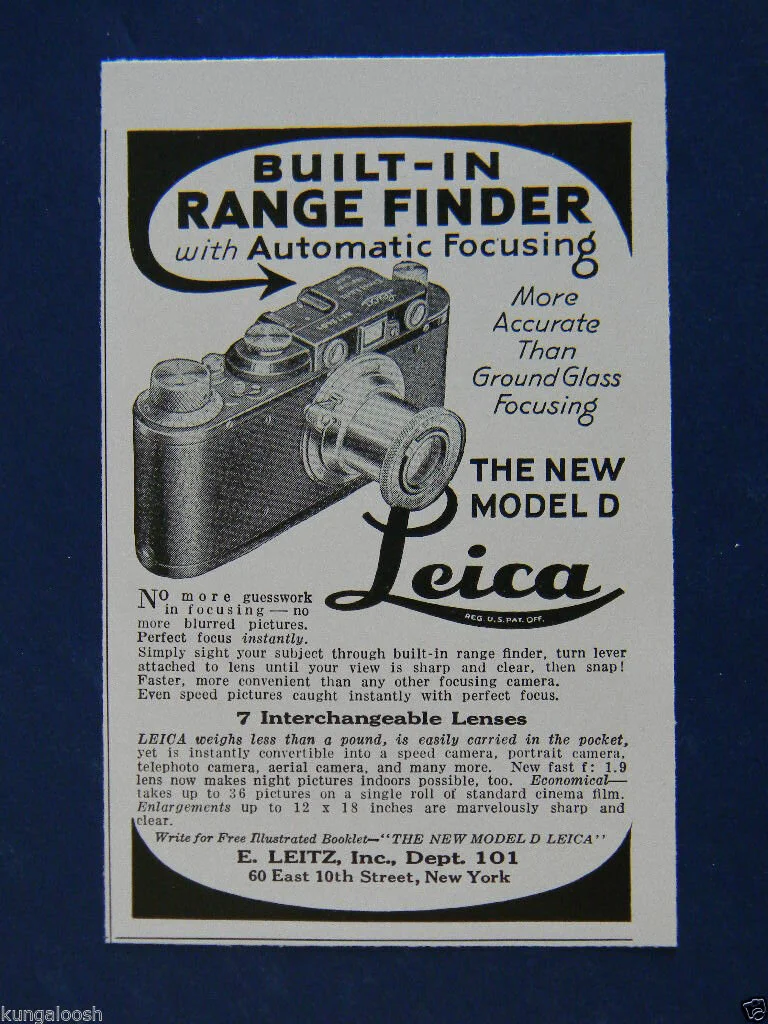 BUILT-IN
RANGE FINDER
with Automatic Focusing
More
Accurate
Than
Ground Glass
Focusing
THE NEW
MODEL D
Leica
REG. U.S. PAT. OFF.
No more guesswork
in focusing — no
more blurred pictures.
Perfect focus instantly.
Simply sight your subject through built-in range finder, turn lever
attached to lens until your view is sharp and clear, then snap!
Faster, more convenient than any other focusing camera.
Even speed pictures caught instantly with perfect focus.
7 Interchangeable Lenses
LEICA weighs less than a pound, is easily carried in the pocket,
yet is instantly convertible into a speed camera, portrait camera,
telephoto camera, aerial camera, and many more. New fast f: 1.9
lens now makes night pictures indoors possible, too. Economical—
takes up to 36 pictures on a single roll of standard cinema film.
Enlargements up to 12 x 18 inches are marvelously sharp and
clear.
Write for Free Illustrated Booklet—"THE NEW MODEL D LEICA"
E. LEITZ, Inc., Dept. 101
60 East 10th Street, New York
kungaloosh